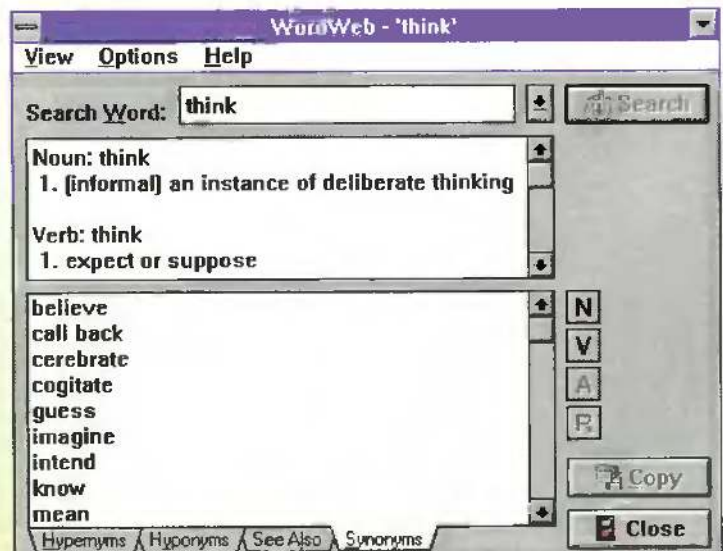 WordWeb - 'think'
View Options Help
Search Word: think Search
Noun: think
1. (informal) an instance of deliberate thinking
Verb: think
1. expect or suppose
believe
call back
cerebrate
cogitate
guess
imagine
intend
know
mean
N
V
A
R
Copy
Close
Hypernyms Hyponyms See Also Synonyms